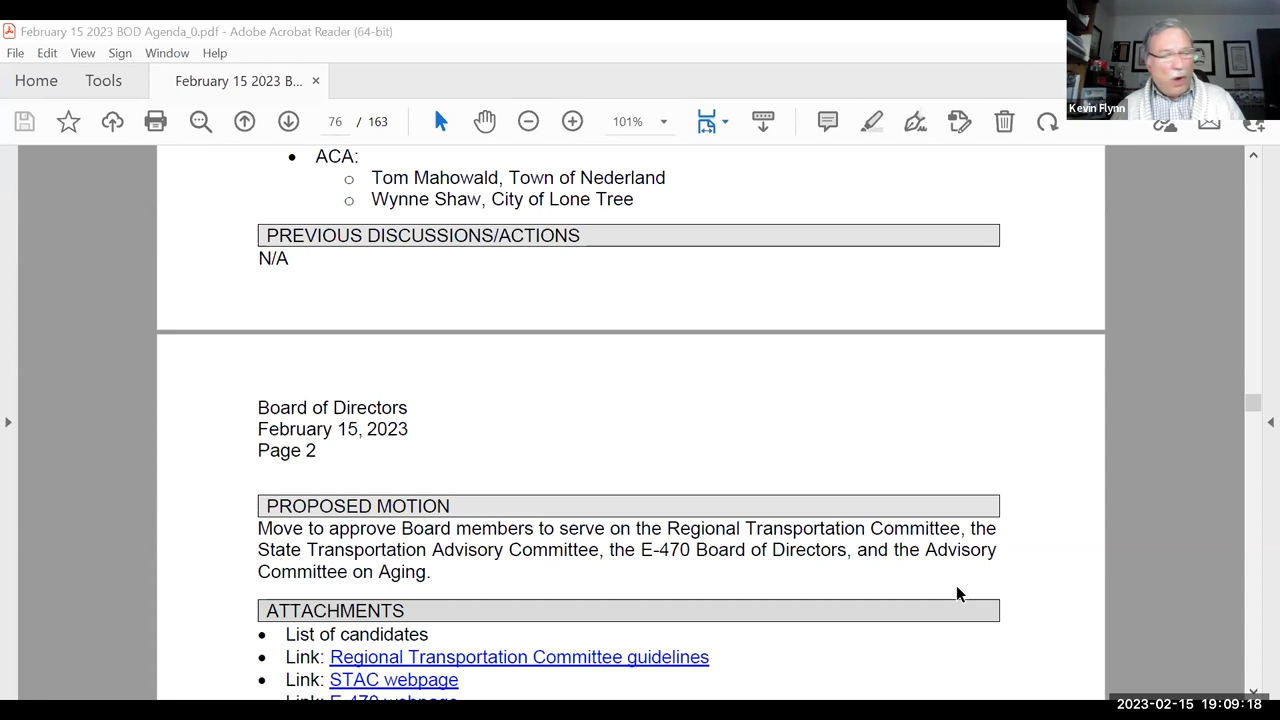 February 15 2023 BOD Agenda_0.pdf - Adobe Acrobat Reader (64-bit)
File Edit View Sign Window Help
Home Tools February 15 2023 B... ×
76 / 163 101%
Kevin Flynn
• ACA:
○ Tom Mahowald, Town of Nederland
○ Wynne Shaw, City of Lone Tree
PREVIOUS DISCUSSIONS/ACTIONS
N/A
Board of Directors
February 15, 2023
Page 2
PROPOSED MOTION
Move to approve Board members to serve on the Regional Transportation Committee, the
State Transportation Advisory Committee, the E-470 Board of Directors, and the Advisory
Committee on Aging.
ATTACHMENTS
• List of candidates
• Link: Regional Transportation Committee guidelines
• Link: STAC webpage
Link: E-470 webpage
2023-02-15 19:09:18